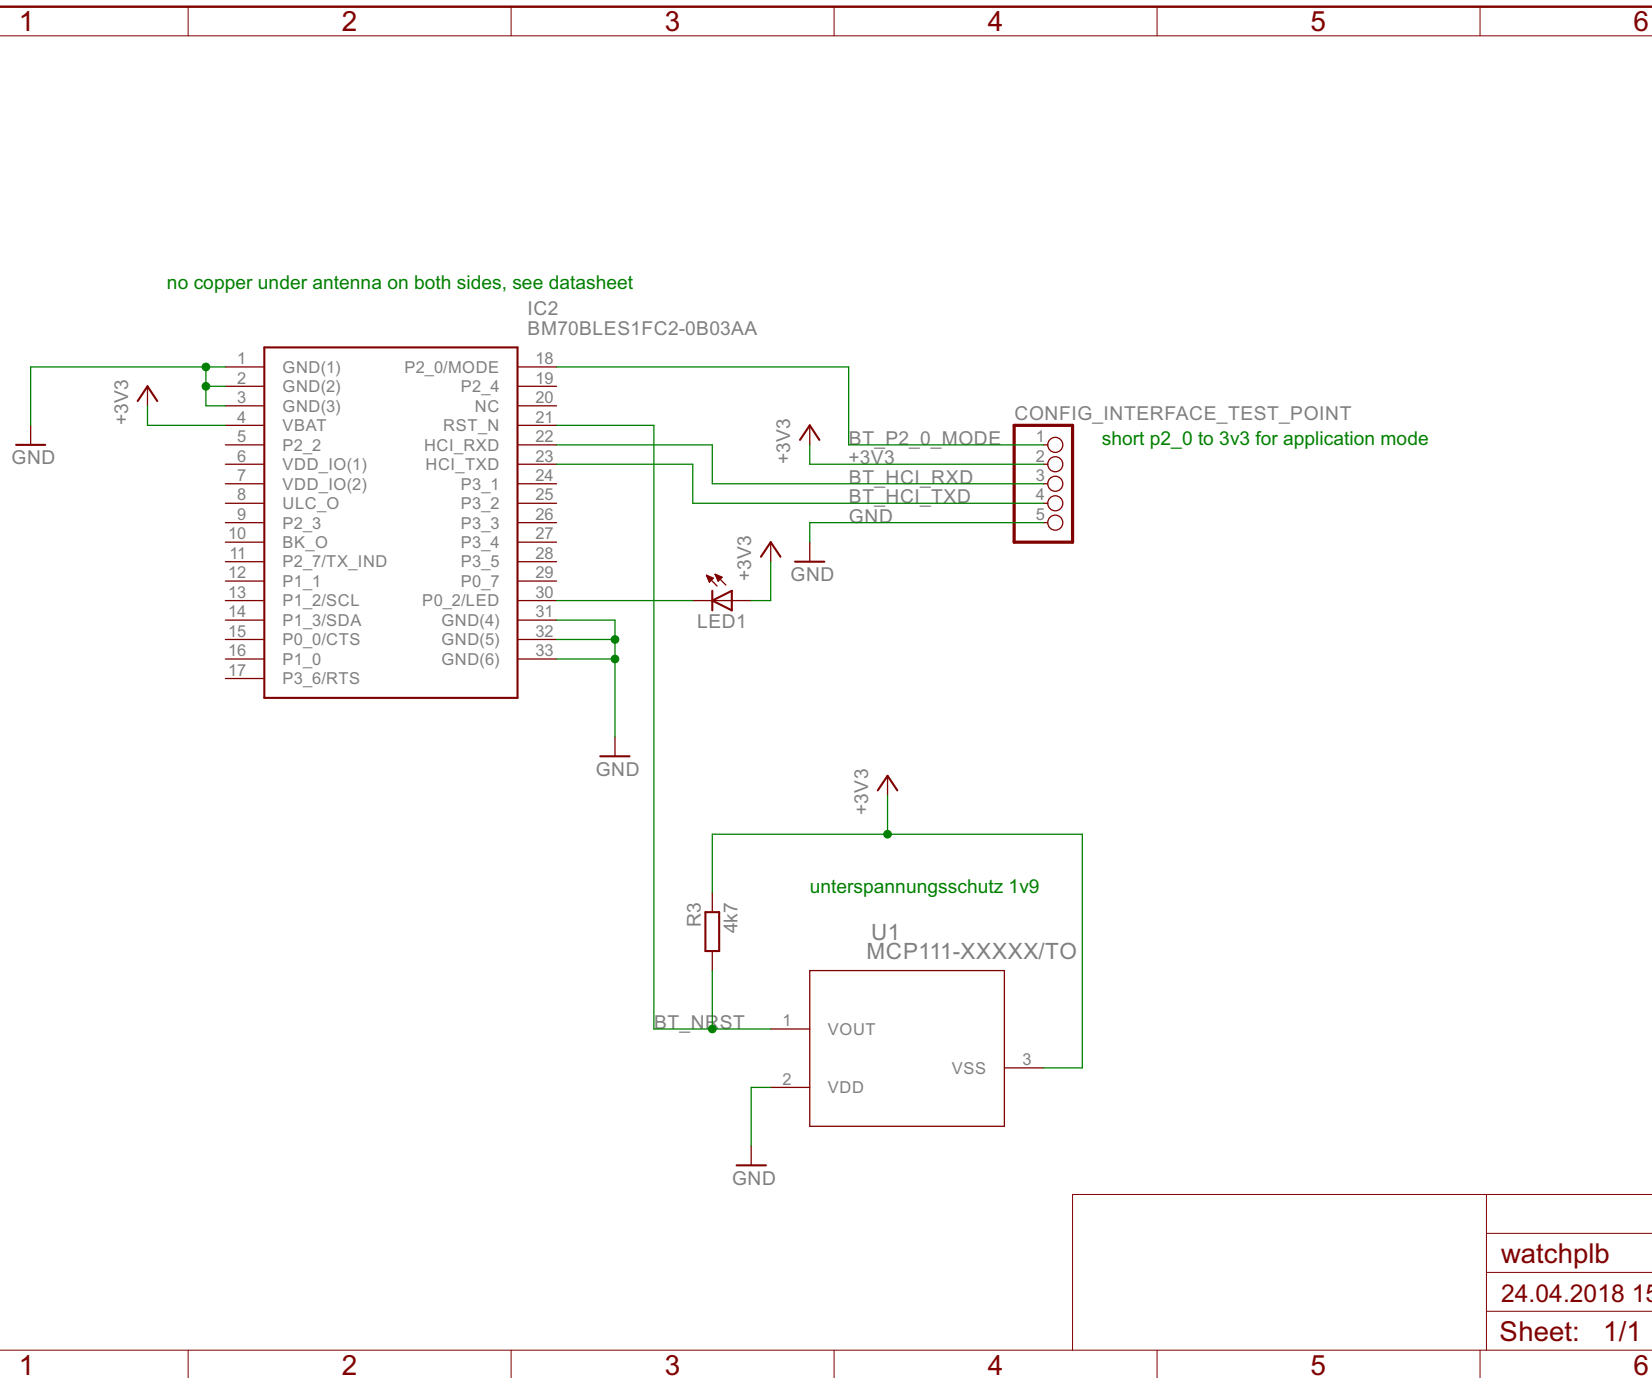 1 2 3 4 5 6
no copper under antenna on both sides, see datasheet
IC2
BM70BLES1FC2-0B03AA
1 GND(1) P2_0/MODE 18
2 GND(2) P2_4 19
3 GND(3) NC 20
4 VBAT RST_N 21
5 P2_2 HCI_RXD 22
6 VDD_IO(1) HCI_TXD 23
7 VDD_IO(2) P3_1 24
8 ULC_O P3_2 25
9 P2_3 P3_3 26
10 BK_O P3_4 27
11 P2_7/TX_IND P3_5 28
12 P1_1 P0_7 29
13 P1_2/SCL P0_2/LED 30
14 P1_3/SDA GND(4) 31
15 P0_0/CTS GND(5) 32
16 P1_0 GND(6) 33
17 P3_6/RTS
+3V3
GND
GND
CONFIG_INTERFACE_TEST_POINT
short p2_0 to 3v3 for application mode
+3V3
BT_P2_0_MODE 1
+3V3 2
BT_HCI_RXD 3
BT_HCI_TXD 4
GND 5
GND
+3V3
LED1
+3V3
unterspannungsschutz 1v9
R3
4k7
U1
MCP111-XXXXX/TO
BT_NRST
1 VOUT
VSS 3
2 VDD
GND
watchplb
24.04.2018 15
Sheet: 1/1
1 2 3 4 5 6